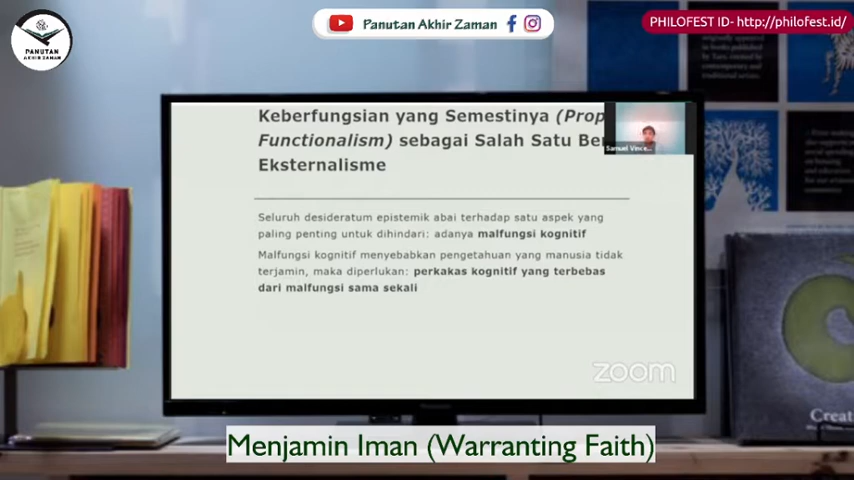 PANUTAN
AKHIR ZAMAN
Panutan Akhir Zaman
PHILOFEST ID- http://philofest.id/
Keberfungsian yang Semestinya (Prop
Functionalism) sebagai Salah Satu Be
Eksternalisme
Samuel Vince...
Seluruh desideratum epistemik abai terhadap satu aspek yang
paling penting untuk dihindari: adanya malfungsi kognitif
Malfungsi kognitif menyebabkan pengetahuan yang manusia tidak
terjamin, maka diperlukan: perkakas kognitif yang terbebas
dari malfungsi sama sekali
zoom
Creat
Menjamin Iman (Warranting Faith)